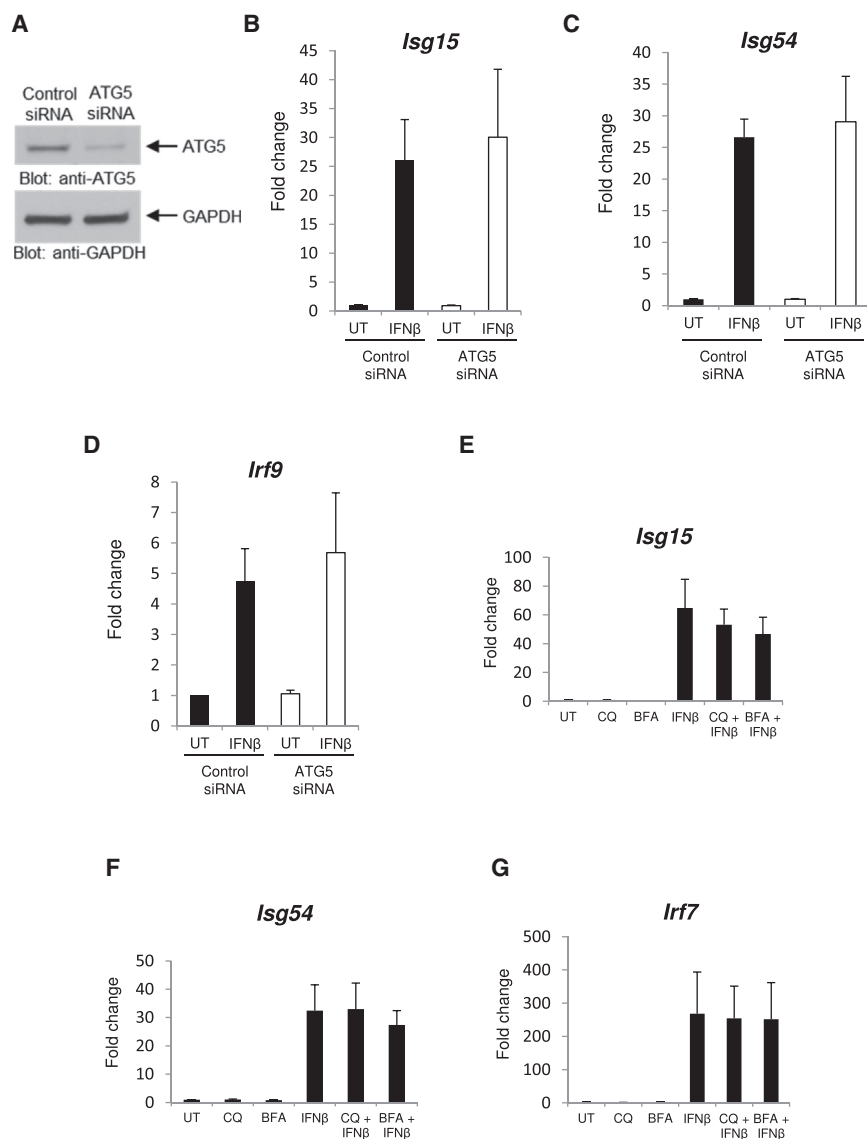 A
Control
siRNA
ATG5
siRNA
ATG5
Blot: anti-ATG5
GAPDH
Blot: anti-GAPDH
B
Isg15
Fold change
45
40
35
30
25
20
15
10
5
0
UT
IFNβ
UT
IFNβ
Control
siRNA
ATG5
siRNA
C
Isg54
Fold change
40
35
30
25
20
15
10
5
0
UT
IFNβ
UT
IFNβ
Control
siRNA
ATG5
siRNA
D
Irf9
Fold change
8
7
6
5
4
3
2
1
0
UT
IFNβ
UT
IFNβ
Control
siRNA
ATG5
siRNA
E
Isg15
Fold change
100
80
60
40
20
0
UT
CQ
BFA
IFNβ
CQ +
IFNβ
BFA +
IFNβ
F
Isg54
Fold change
50
40
30
20
10
0
UT
CQ
BFA
IFNβ
CQ +
IFNβ
BFA +
IFNβ
G
Irf7
Fold change
500
400
300
200
100
0
UT
CQ
BFA
IFNβ
CQ +
IFNβ
BFA +
IFNβ